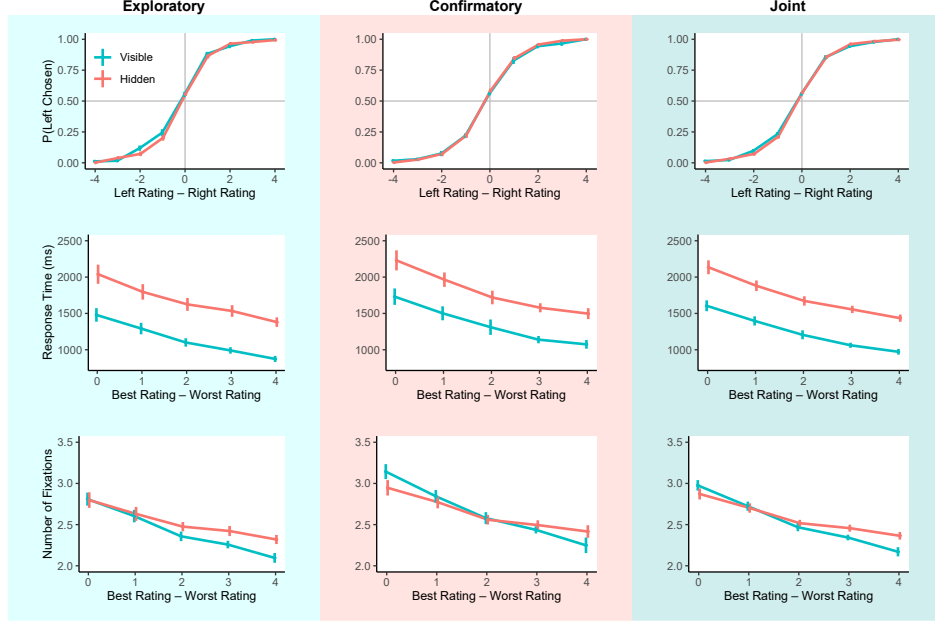 Exploratory Confirmatory Joint
P(Left Chosen)
1.00
0.75
0.50
0.25
0.00
Visible
Hidden
-4 -2 0 2 4
Left Rating – Right Rating
1.00
0.75
0.50
0.25
0.00
-4 -2 0 2 4
Left Rating – Right Rating
1.00
0.75
0.50
0.25
0.00
-4 -2 0 2 4
Left Rating – Right Rating
Response Time (ms)
2500
2000
1500
1000
0 1 2 3 4
Best Rating – Worst Rating
2500
2000
1500
1000
0 1 2 3 4
Best Rating – Worst Rating
2500
2000
1500
1000
0 1 2 3 4
Best Rating – Worst Rating
Number of Fixations
3.5
3.0
2.5
2.0
0 1 2 3 4
Best Rating – Worst Rating
3.5
3.0
2.5
2.0
0 1 2 3 4
Best Rating – Worst Rating
3.5
3.0
2.5
2.0
0 1 2 3 4
Best Rating – Worst Rating